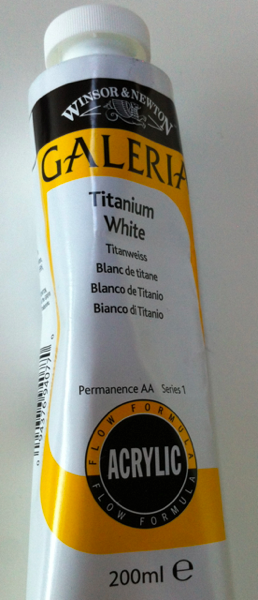 WINSOR & NEWTON
GALERIA
Titanium
White
Titanweiss
Blanc de titane
Blanco de Titanio
Bianco di Titanio
Permanence AA Series 1
FLOW FORMULA
ACRYLIC
FLOW FORMULA
200ml e